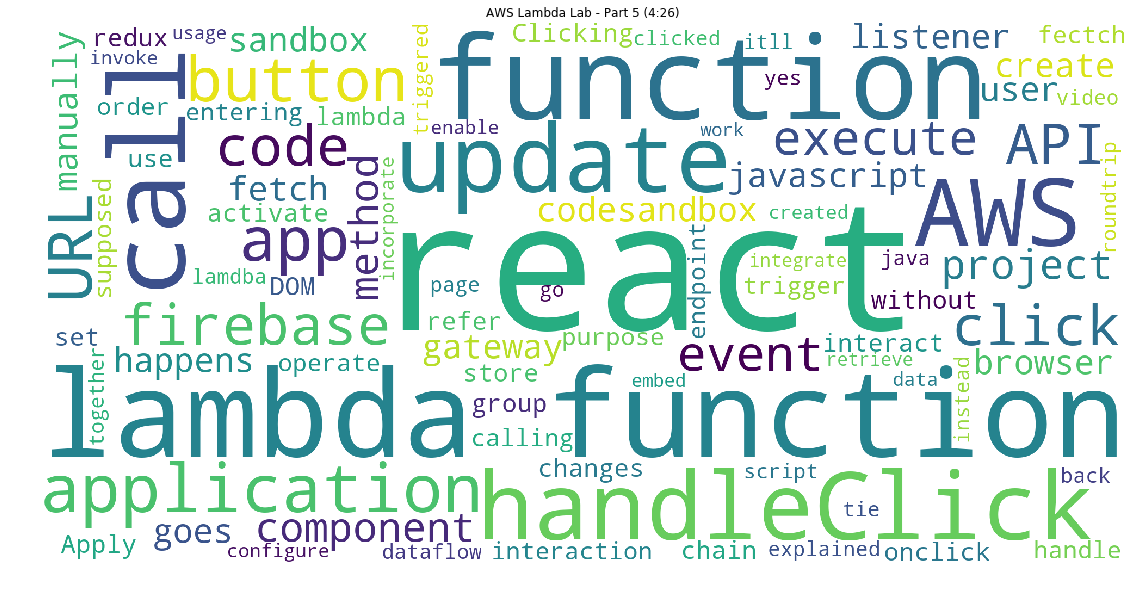 AWS Lambda Lab - Part 5 (4:26)
redux
usage
sandbox
triggered
Clicking
clicked
itll
listener
fectch
manually
invoke
call
button
function
yes
create
order
entering
lambda
enable
user
video
code
update
work
execute
API
use
method
incorporate
javascript
roundtrip
supposed
fetch
activate
codesandbox
created
AWS
URL
app
react
endpoint
integrate
java
project
lamdba
DOM
page
go
trigger
without
firebase
refer
purpose
click
set
happens
operate
gateway
event
interact
browser
together
store
embed
retrieve
data
instead
lambda function
group
calling
application
changes
script
back
handleClick
tie
Apply
goes
component
configure
dataflow
interaction
chain
explained
onclick
handle